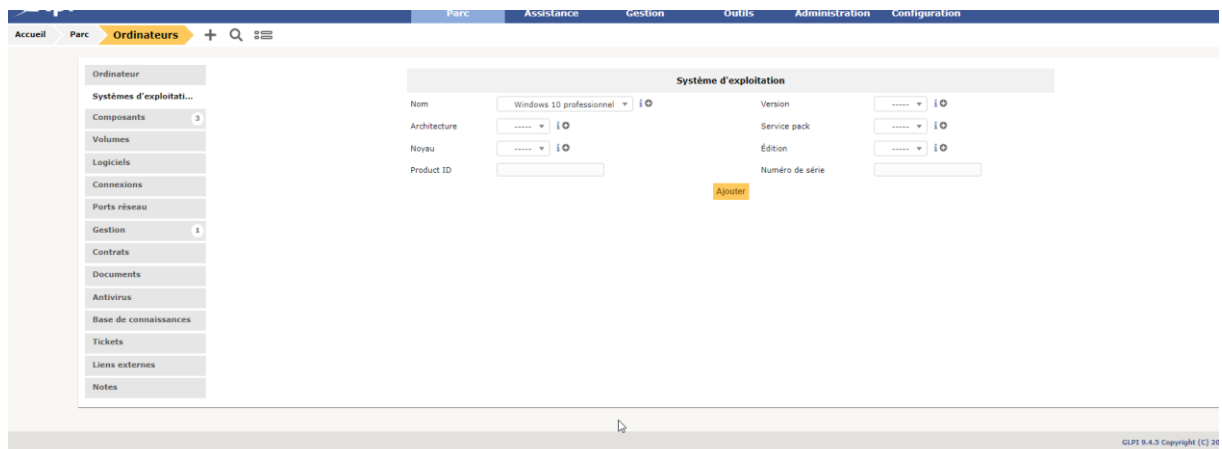 Parc Assistance Gestion Outils Administration Configuration
Accueil Parc Ordinateurs
Ordinateur
Systèmes d'exploitati...
Composants 3
Volumes
Logiciels
Connexions
Ports réseau
Gestion 1
Contrats
Documents
Antivirus
Base de connaissances
Tickets
Liens externes
Notes
Système d'exploitation
Nom Windows 10 professionnel Version -----
Architecture ----- Service pack -----
Noyau ----- Édition -----
Product ID Numéro de série
Ajouter
GLPI 9.4.5 Copyright (C) 20